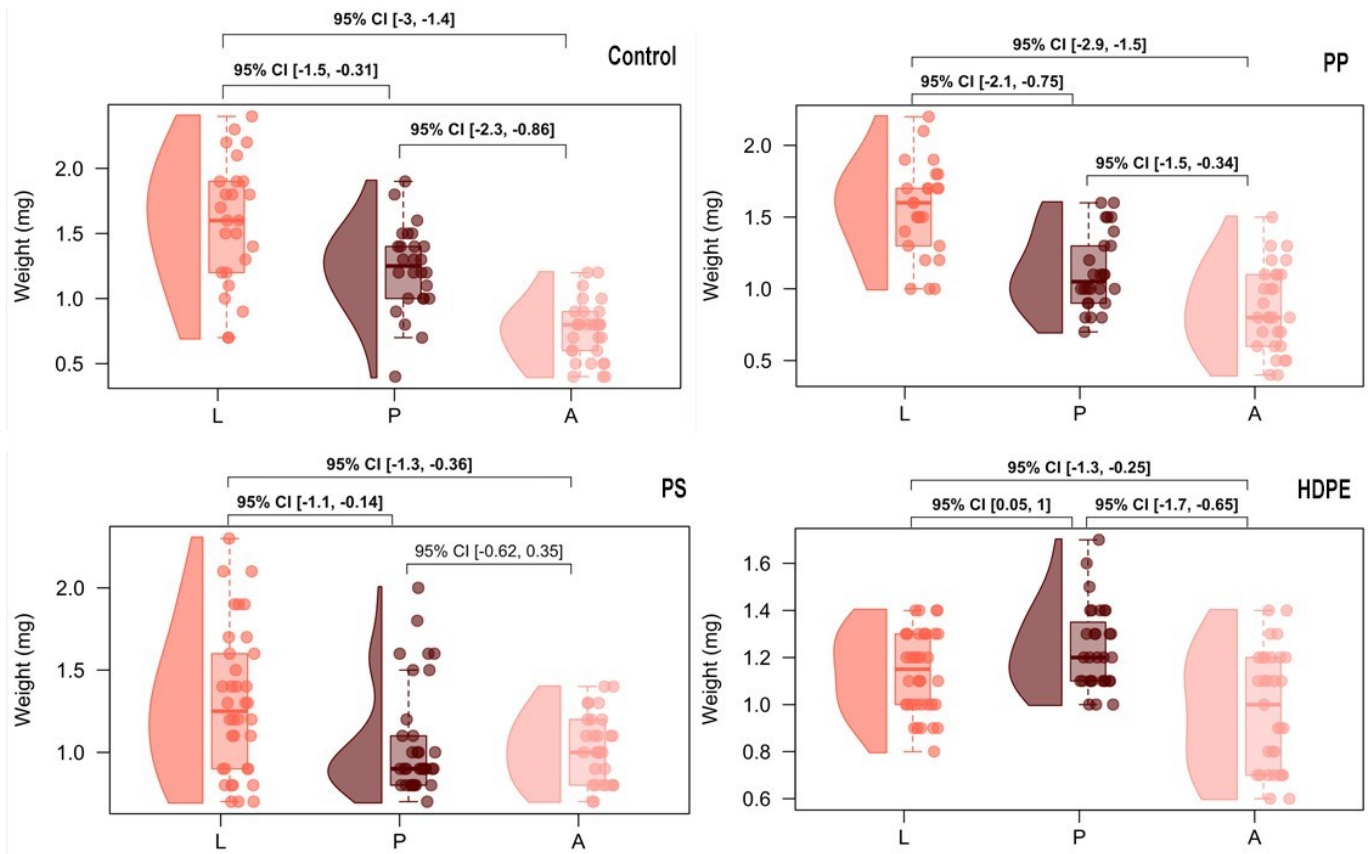 95% CI [-3, -1.4]
Control
95% CI [-1.5, -0.31]
95% CI [-2.3, -0.86]
Weight (mg)
2.0
1.5
1.0
0.5
L P A
95% CI [-2.9, -1.5]
PP
95% CI [-2.1, -0.75]
95% CI [-1.5, -0.34]
Weight (mg)
2.0
1.5
1.0
0.5
L P A
95% CI [-1.3, -0.36]
PS
95% CI [-1.1, -0.14]
95% CI [-0.62, 0.35]
Weight (mg)
2.0
1.5
1.0
L P A
95% CI [-1.3, -0.25]
HDPE
95% CI [0.05, 1] 95% CI [-1.7, -0.65]
Weight (mg)
1.6
1.4
1.2
1.0
0.8
0.6
L P A